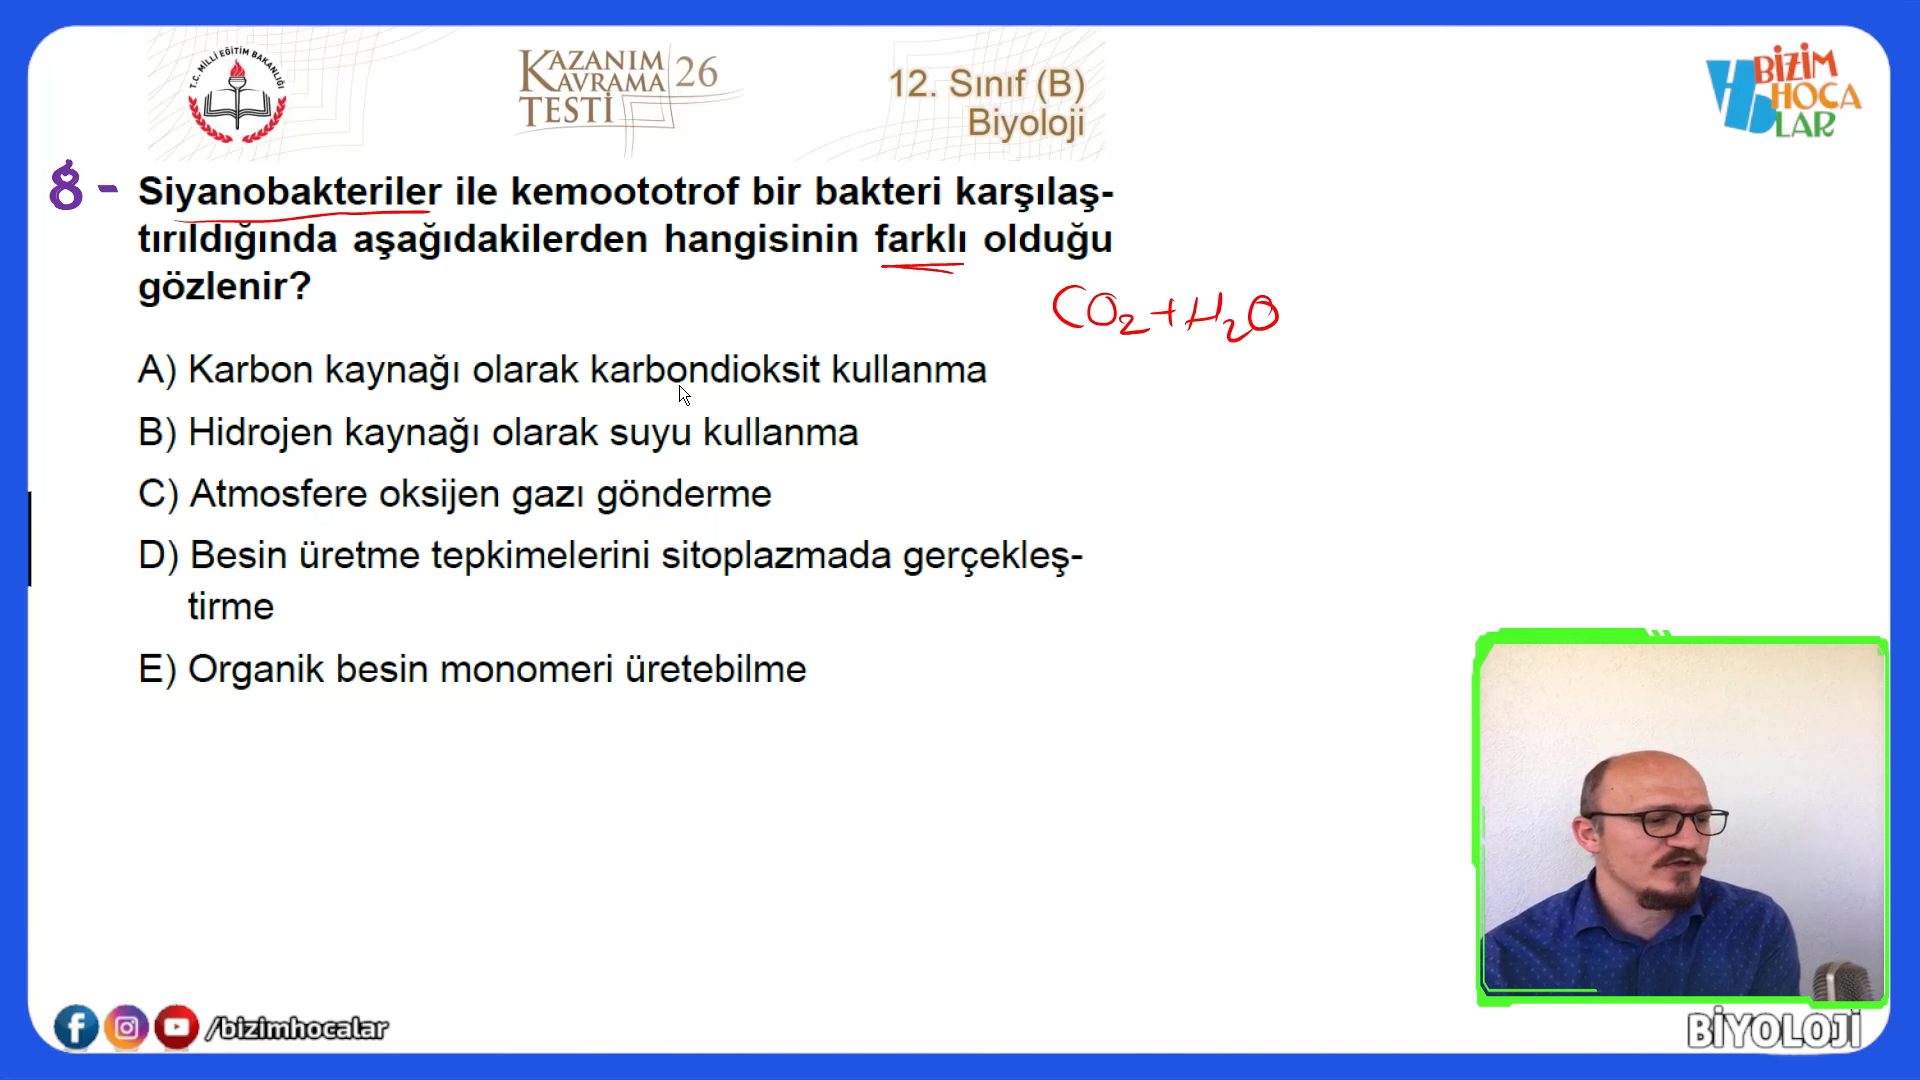 T.C. MİLLİ EĞİTİM BAKANLIĞI
KAZANIM
KAVRAMA
TESTİ
26
12. Sınıf (B)
Biyoloji
BİZİM
HOCA
LAR
8 - Siyanobakteriler ile kemoototrof bir bakteri karşılaş-
tırıldığında aşağıdakilerden hangisinin farklı olduğu
gözlenir?
CO2+H2O
A) Karbon kaynağı olarak karbondioksit kullanma
B) Hidrojen kaynağı olarak suyu kullanma
C) Atmosfere oksijen gazı gönderme
D) Besin üretme tepkimelerini sitoplazmada gerçekleş-
tirme
E) Organik besin monomeri üretebilme
/bizimhocalar
BİYOLOJİ